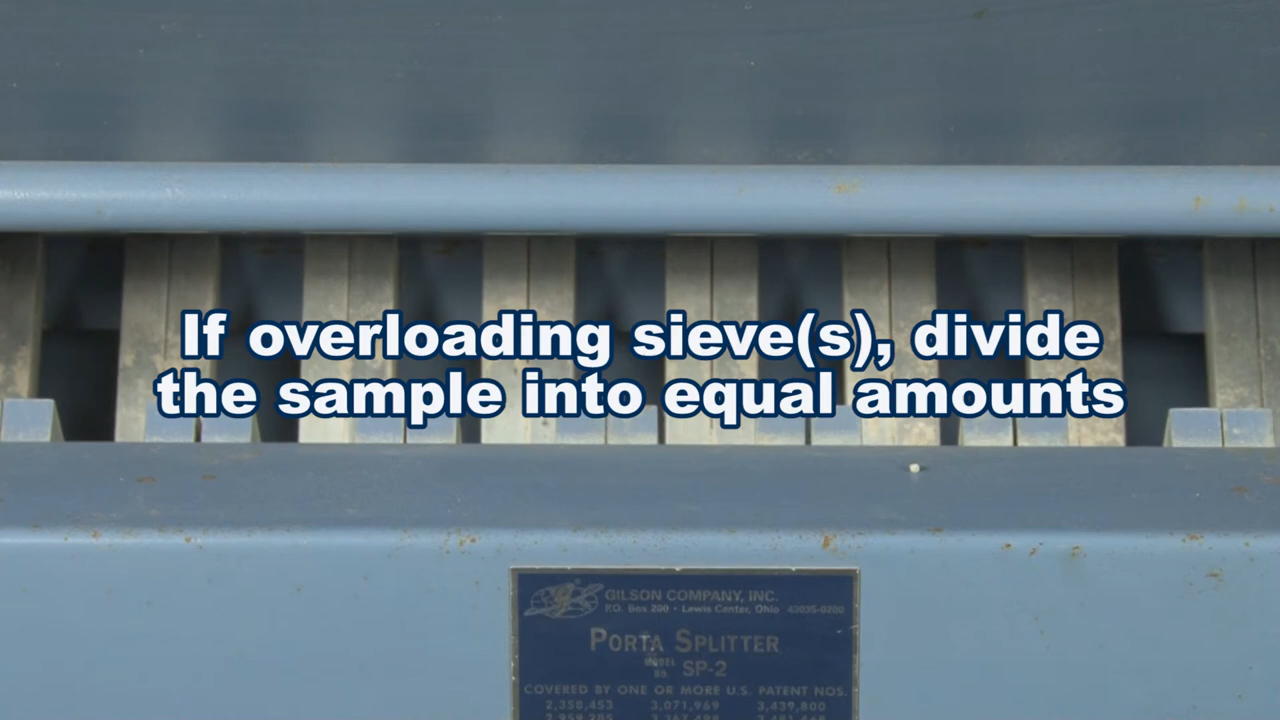 If overloading sieve(s), divide
the sample into equal amounts
GILSON COMPANY, INC.
P.O. Box 200 • Lewis Center, Ohio 43035-0200
PORTA SPLITTER
MODEL NO. SP-2
COVERED BY ONE OR MORE U.S. PATENT NOS.
2,358,453 3,071,969 3,439,800